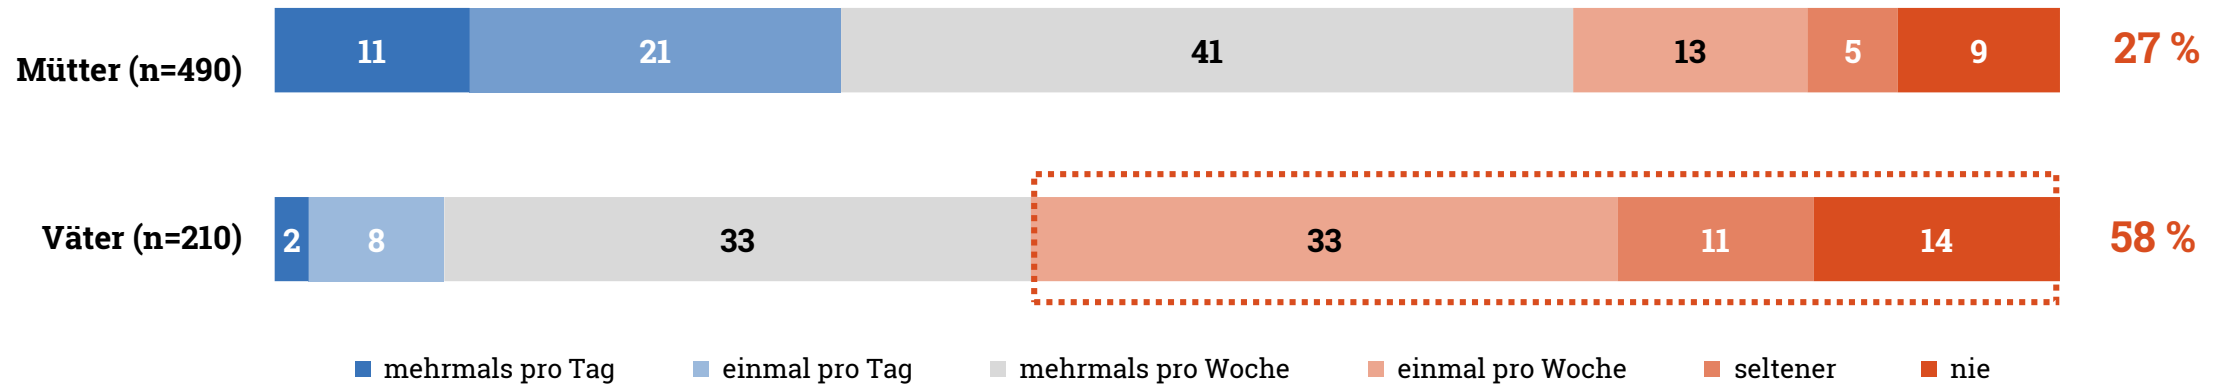 Mütter (n=490) 11 21 41 13 5 9 27 %
Väter (n=210) 2 8 33 33 11 14 58 %
mehrmals pro Tag einmal pro Tag mehrmals pro Woche einmal pro Woche seltener nie